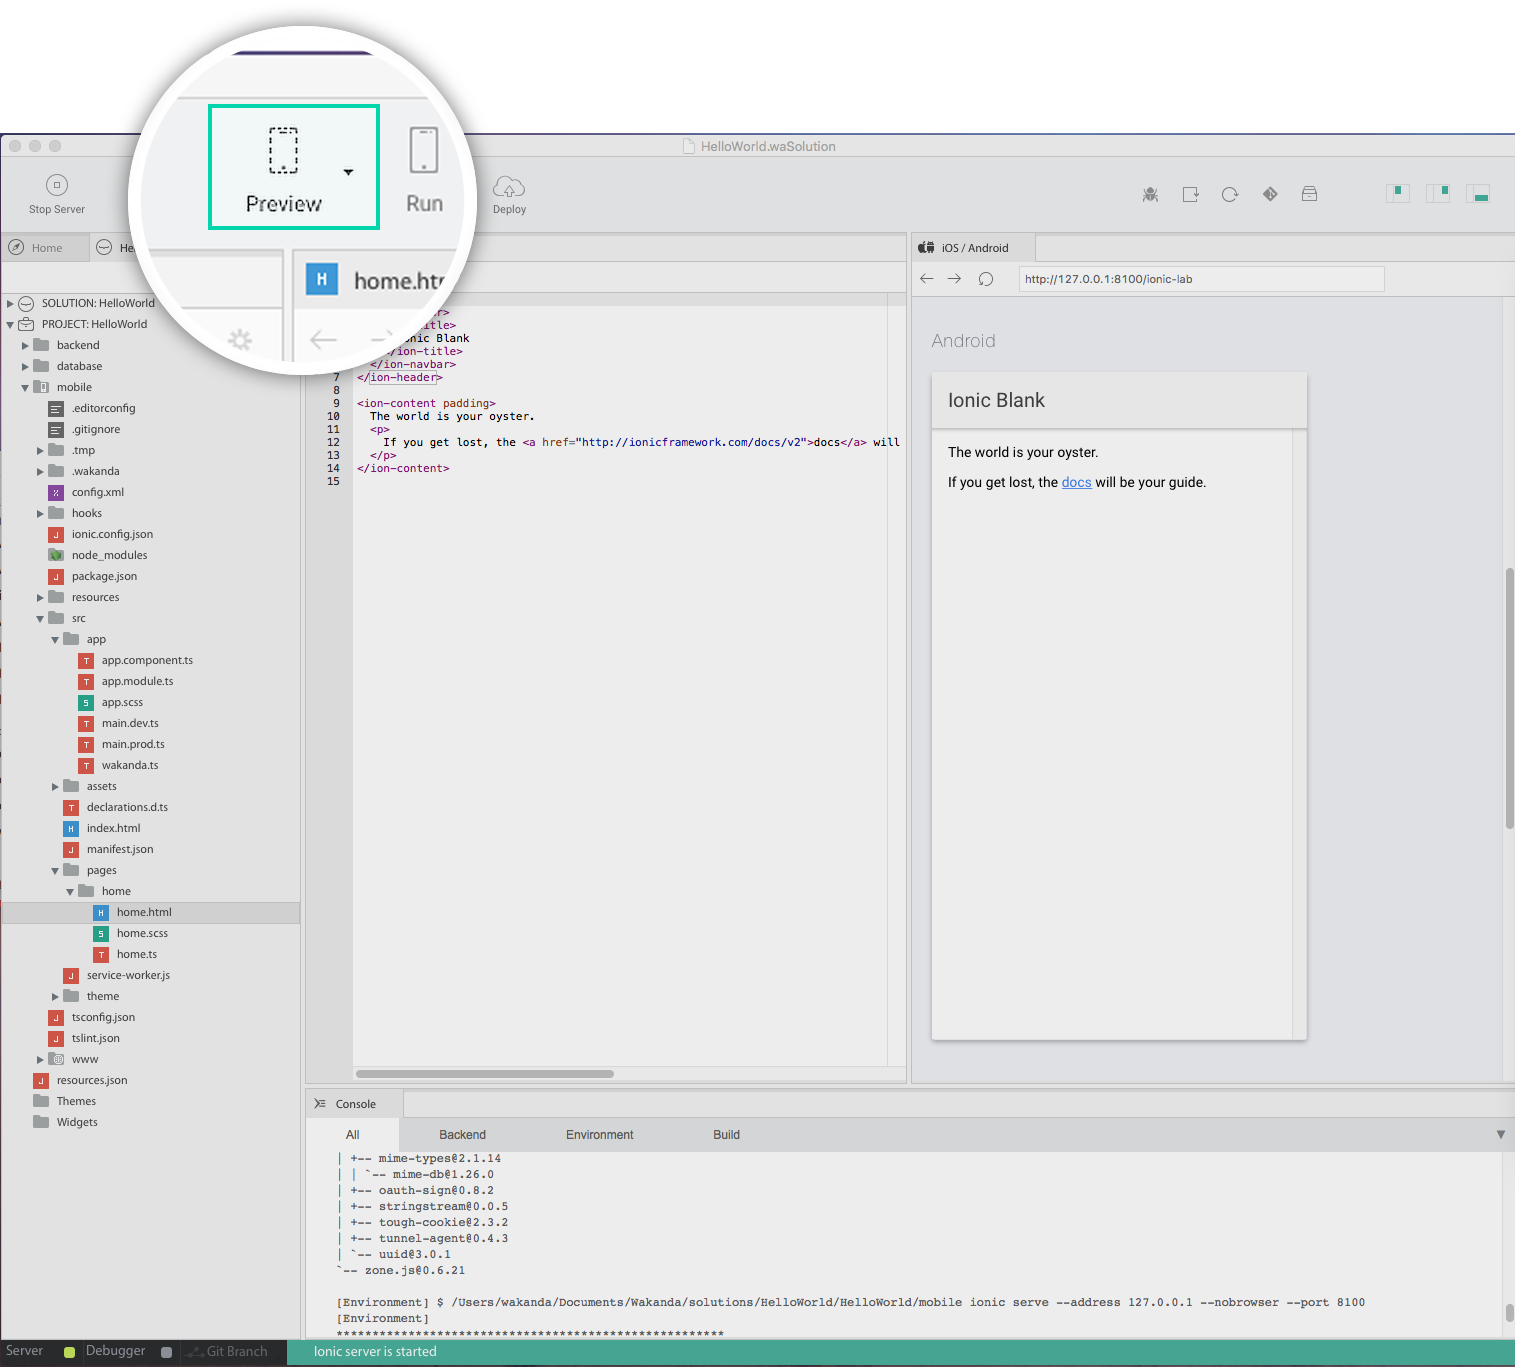 Preview
Run
home.htm
HelloWorld.waSolution
Stop Server
Deploy
Home
He
iOS / Android
http://127.0.0.1:8100/ionic-lab
SOLUTION: HelloWorld
PROJECT: HelloWorld
backend
database
mobile
.editorconfig
.gitignore
.tmp
.wakanda
config.xml
hooks
ionic.config.json
node_modules
package.json
resources
src
app
app.component.ts
app.module.ts
app.scss
main.dev.ts
main.prod.ts
wakanda.ts
assets
declarations.d.ts
index.html
manifest.json
pages
home
home.html
home.scss
home.ts
service-worker.js
theme
tsconfig.json
tslint.json
www
resources.json
Themes
Widgets
r>
itle>
onic Blank
/ion-title>
</ion-navbar>
7 </ion-header>
8
9 <ion-content padding>
10 The world is your oyster.
11 <p>
12 If you get lost, the <a href="http://ionicframework.com/docs/v2">docs</a> will
13 </p>
14 </ion-content>
15
Android
Ionic Blank
The world is your oyster.
If you get lost, the docs will be your guide.
Console
All Backend Environment Build
| +-- mime-types@2.1.14
| | `-- mime-db@1.26.0
| +-- oauth-sign@0.8.2
| +-- stringstream@0.0.5
| +-- tough-cookie@2.3.2
| +-- tunnel-agent@0.4.3
| `-- uuid@3.0.1
`-- zone.js@0.6.21
[Environment] $ /Users/wakanda/Documents/Wakanda/solutions/HelloWorld/HelloWorld/mobile ionic serve --address 127.0.0.1 --nobrowser --port 8100
[Environment]
******************************************************
Server Debugger Git Branch Ionic server is started